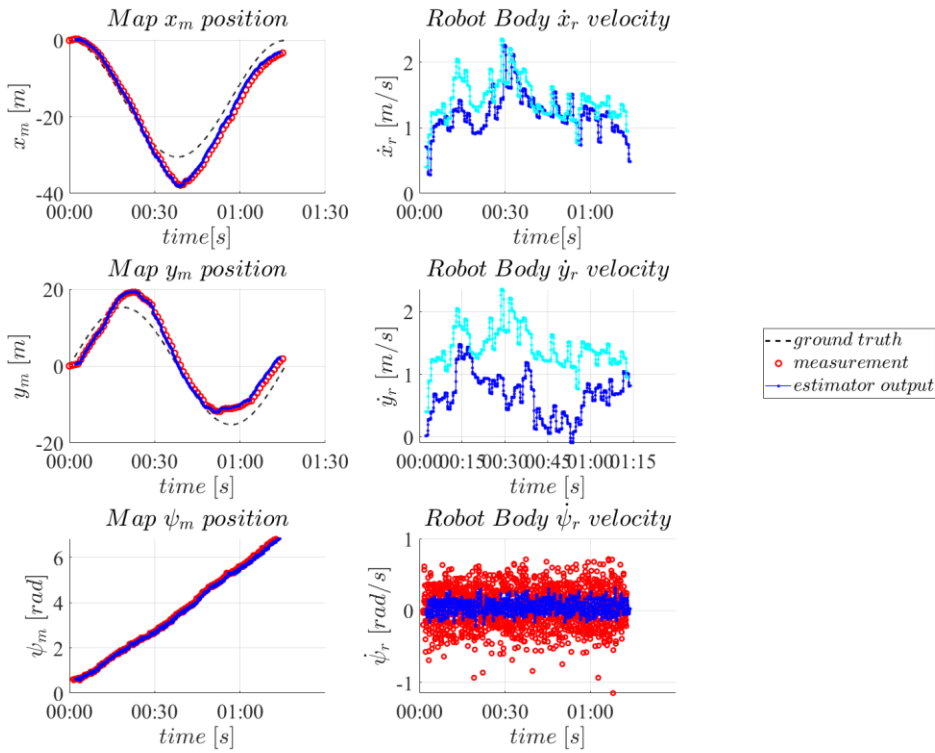 Map x_m position
0
-20
-40
x_m [m]
00:00 00:30 01:00 01:30
time[s]
Robot Body ẋ_r velocity
2
1
0
ẋ_r [m/s]
00:00 00:30 01:00
time[s]
Map y_m position
20
0
-20
y_m [m]
00:00 00:30 01:00
time [s]
Robot Body ẏ_r velocity
2
1
0
ẏ_r [m/s]
00:00 00:15 00:30 00:45 01:00 01:15
time [s]
ground truth
measurement
estimator output
Map ψ_m position
6
4
2
0
ψ_m [rad]
00:00 00:30 01:00
time [s]
Robot Body ψ̇_r velocity
1
0
-1
ψ̇_r [rad/s]
00:00 00:30 01:00
time [s]